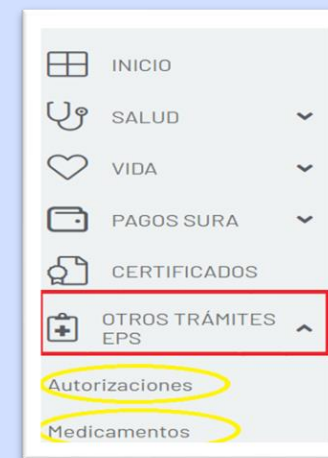 INICIO
SALUD
VIDA
PAGOS SURA
CERTIFICADOS
OTROS TRÁMITES
EPS
Autorizaciones
Medicamentos